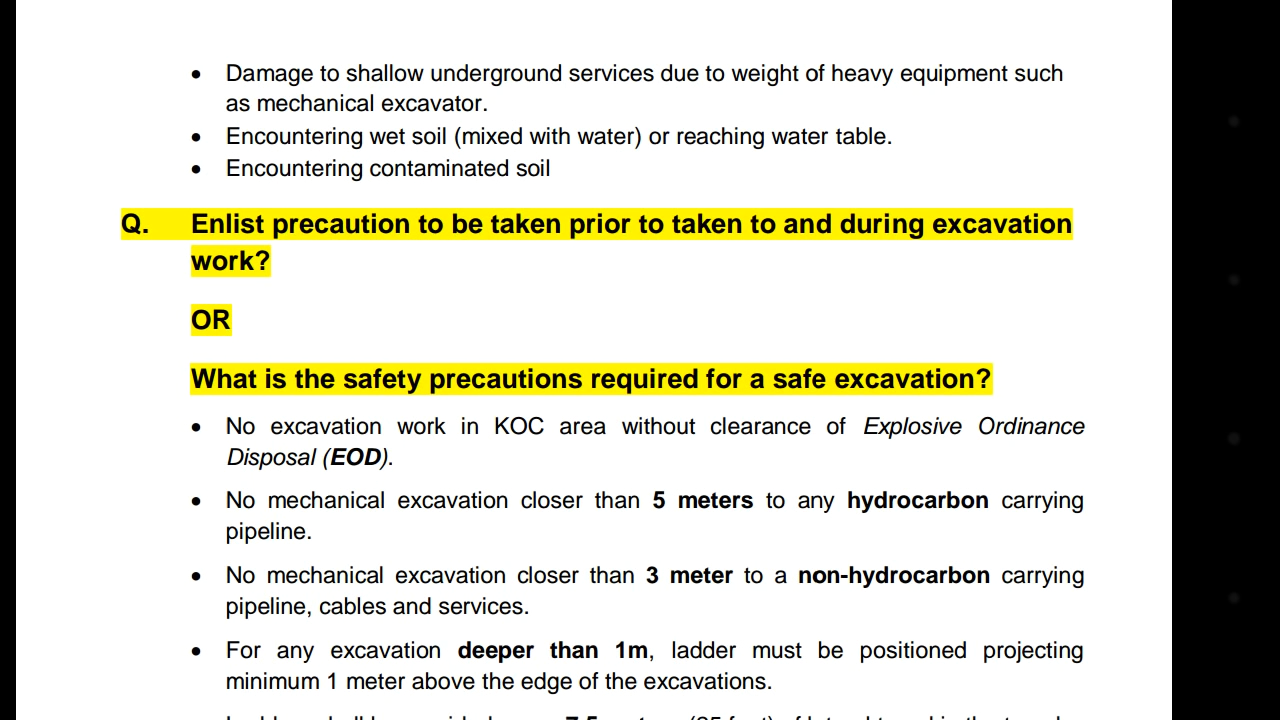 • Damage to shallow underground services due to weight of heavy equipment such
as mechanical excavator.
• Encountering wet soil (mixed with water) or reaching water table.
• Encountering contaminated soil
Q. Enlist precaution to be taken prior to taken to and during excavation
work?
OR
What is the safety precautions required for a safe excavation?
• No excavation work in KOC area without clearance of Explosive Ordinance
Disposal (EOD).
• No mechanical excavation closer than 5 meters to any hydrocarbon carrying
pipeline.
• No mechanical excavation closer than 3 meter to a non-hydrocarbon carrying
pipeline, cables and services.
• For any excavation deeper than 1m, ladder must be positioned projecting
minimum 1 meter above the edge of the excavations.